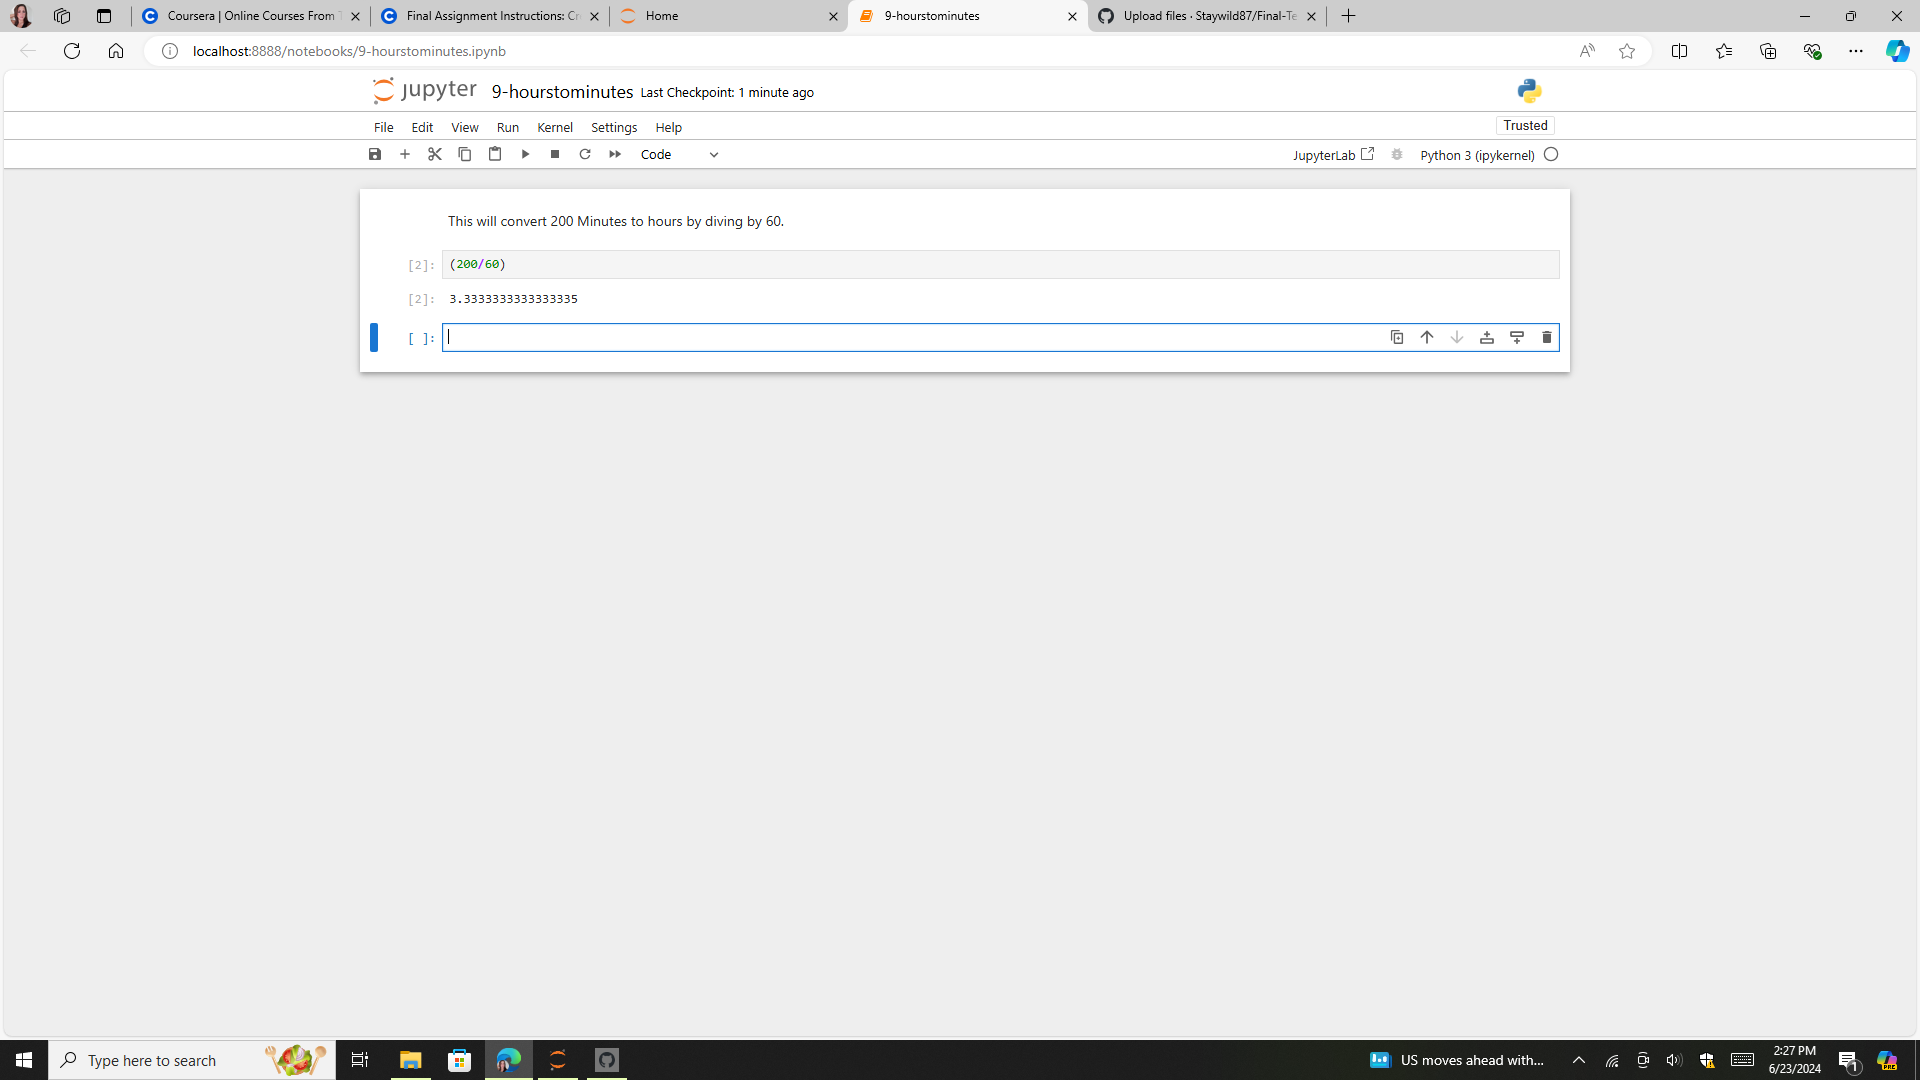 Coursera | Online Courses From T
Final Assignment Instructions: Cr
Home
9-hourstominutes
Upload files · Staywild87/Final-Te
localhost:8888/notebooks/9-hourstominutes.ipynb
jupyter 9-hourstominutes Last Checkpoint: 1 minute ago
File Edit View Run Kernel Settings Help
Trusted
Code
JupyterLab
Python 3 (ipykernel)
This will convert 200 Minutes to hours by diving by 60.
[2]: (200/60)
[2]: 3.3333333333333335
[ ]:
Type here to search
US moves ahead with...
2:27 PM
6/23/2024
1
PRE